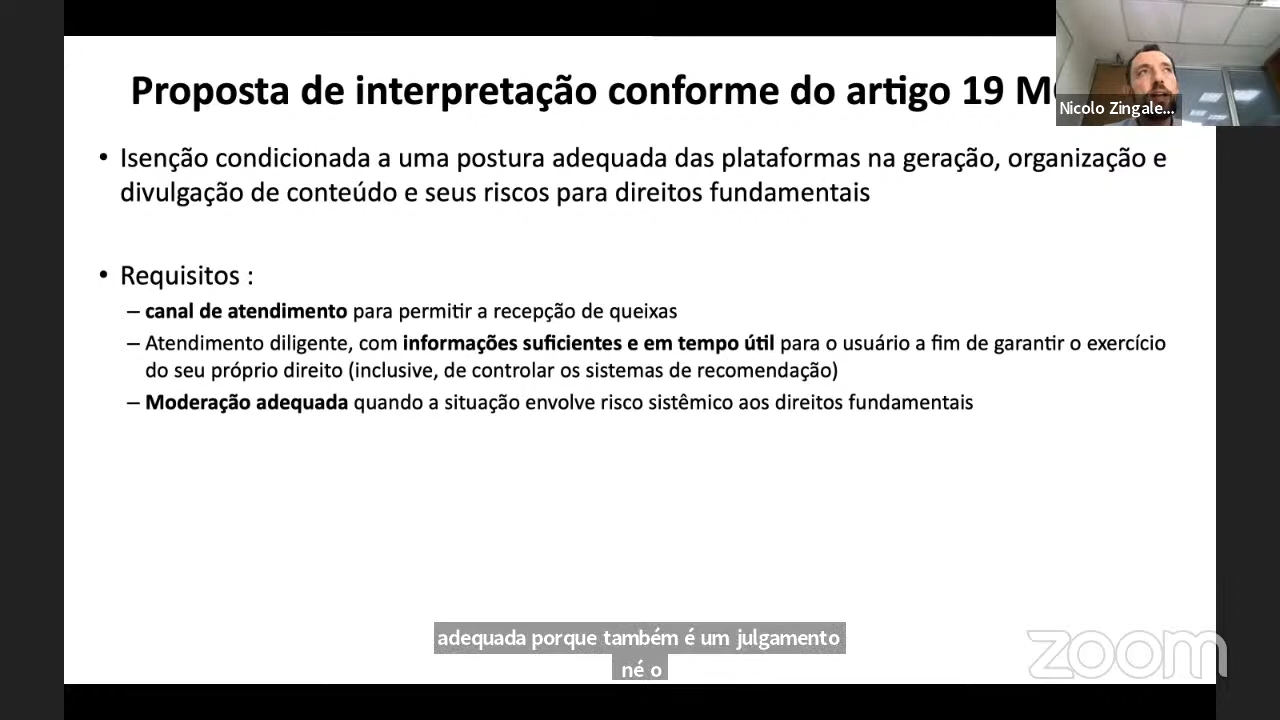 Proposta de interpretação conforme do artigo 19 M
Nicolo Zingale...
• Isenção condicionada a uma postura adequada das plataformas na geração, organização e
divulgação de conteúdo e seus riscos para direitos fundamentais
• Requisitos :
– canal de atendimento para permitir a recepção de queixas
– Atendimento diligente, com informações suficientes e em tempo útil para o usuário a fim de garantir o exercício
do seu próprio direito (inclusive, de controlar os sistemas de recomendação)
– Moderação adequada quando a situação envolve risco sistêmico aos direitos fundamentais
adequada porque também é um julgamento
né o
zoom